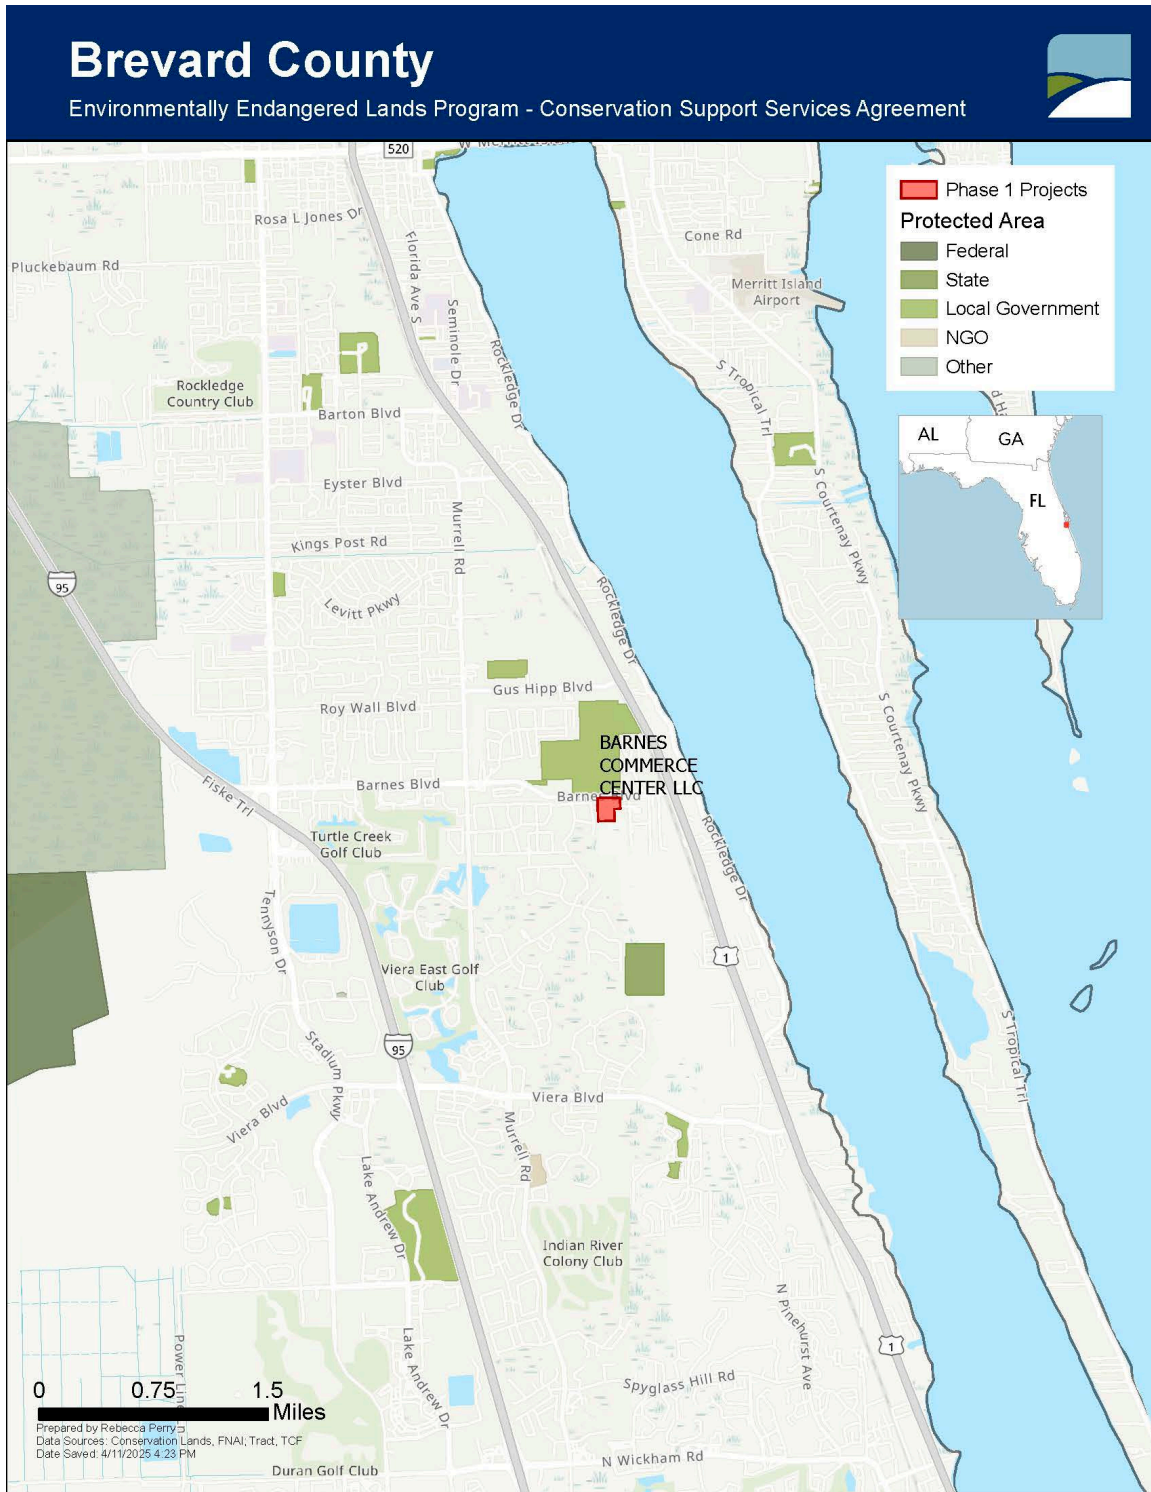 Brevard County
Environmentally Endangered Lands Program - Conservation Support Services Agreement
520
Phase 1 Projects
Protected Area
Federal
State
Local Government
NGO
Other
AL
GA
FL
Rosa L Jones Dr
Pluckebaum Rd
Florida Ave S
Seminole Dr
Rockledge Dr
Cone Rd
Merritt Island
Airport
S Tropical Trl
Rockledge
Country Club
Barton Blvd
Eyster Blvd
Murrell Rd
S Courtenay Pkwy
Kings Post Rd
95
Levitt Pkwy
Rockledge Dr
Gus Hipp Blvd
Roy Wall Blvd
S Courtenay Pkwy
BARNES
COMMERCE
CENTER LLC
Barnes Blvd
Barnes Blvd
Fiske Trl
Turtle Creek
Golf Club
Rockledge Dr
Tennyson Dr
Viera East Golf
Club
1
Stadium Pkwy
95
S Tropical Trl
Viera Blvd
Viera Blvd
Murrell Rd
Lake Andrew Dr
Indian River
Colony Club
N Pinehurst Ave
Lake Andrew Dr
1
Spyglass Hill Rd
0 0.75 1.5
Miles
Prepared by Rebecca Perry
Data Sources: Conservation Lands, FNAI; Tract, TCF
Date Saved: 4/11/2025 4:23 PM
N Wickham Rd
Duran Golf Club